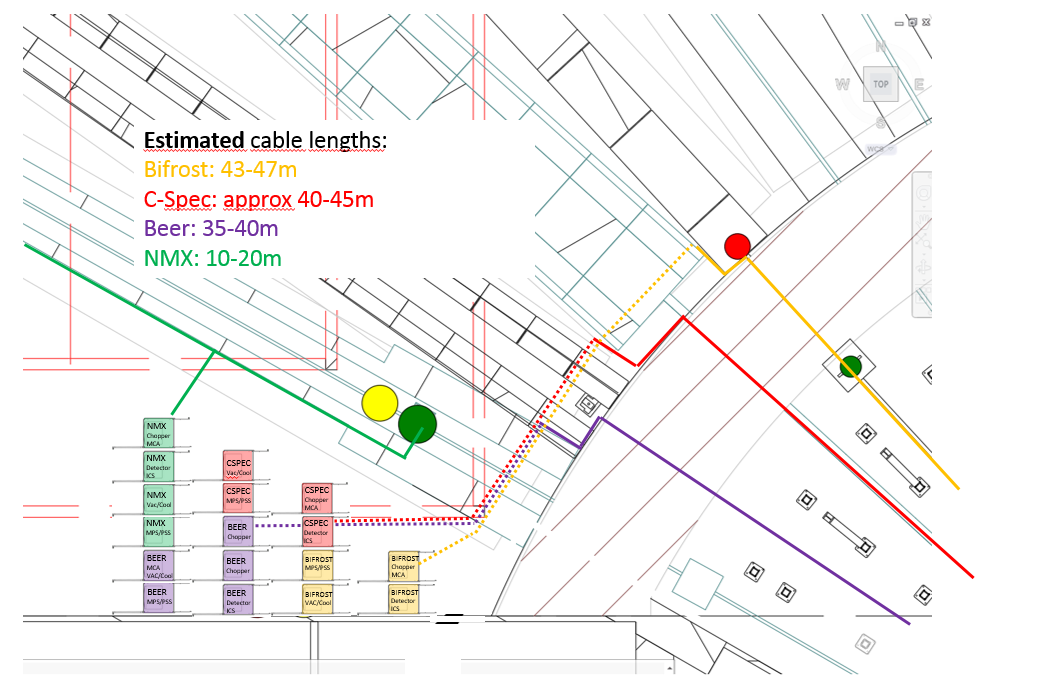 N
W
TOP
E
S
WCS
Estimated cable lengths:
Bifrost: 43-47m
C-Spec: approx 40-45m
Beer: 35-40m
NMX: 10-20m
NMX
Chopper
MCA
NMX
Detector
ICS
NMX
Vac/Cool
NMX
MPS/PSS
BEER
MCA
VAC/Cool
BEER
MPS/PSS
CSPEC
Vac/Cool
CSPEC
MPS/PSS
BEER
Chopper
BEER
Chopper
BEER
Detector
ICS
CSPEC
Chopper
MCA
CSPEC
Detector
ICS
BIFROST
MPS/PSS
BIFROST
VAC/Cool
BIFROST
Chopper
MCA
BIFROST
Detector
ICS